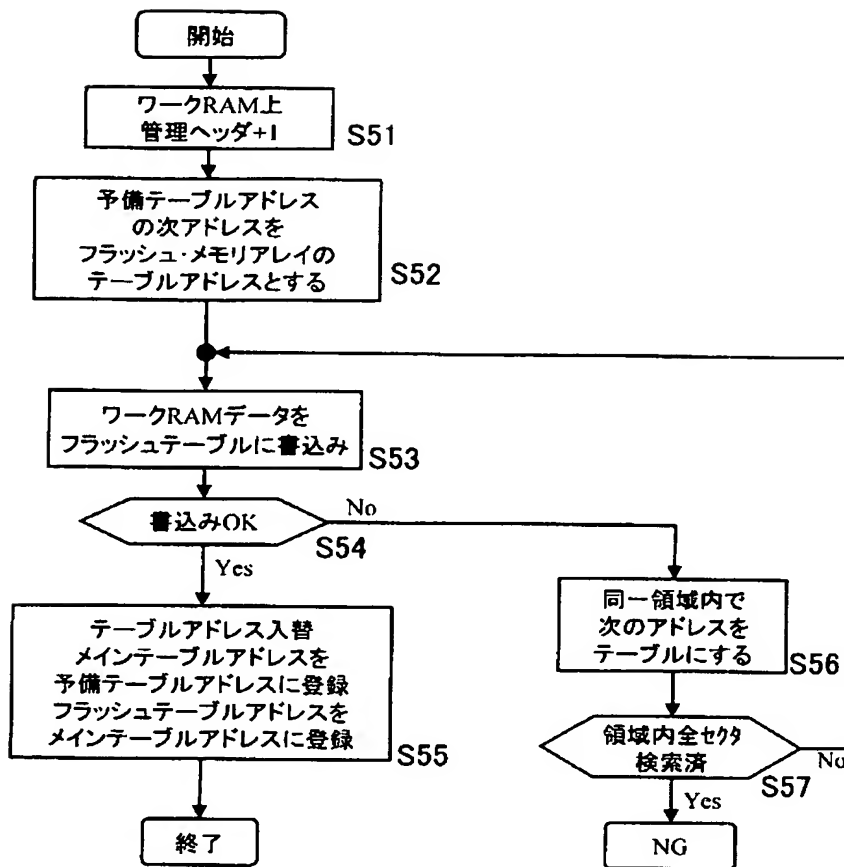 開始
ワークRAM上
管理ヘッダ+1
S51
予備テーブルアドレス
の次アドレスを
フラッシュ・メモリアレイの
テーブルアドレスとする
S52
ワークRAMデータを
フラッシュテーブルに書込み
S53
書込みOK
No
S54
Yes
テーブルアドレス入替
メインテーブルアドレスを
予備テーブルアドレスに登録
フラッシュテーブルアドレスを
メインテーブルアドレスに登録
S55
終了
同一領域内で
次のアドレスを
テーブルにする
S56
領域内全セクタ
検索済
No
S57
Yes
NG